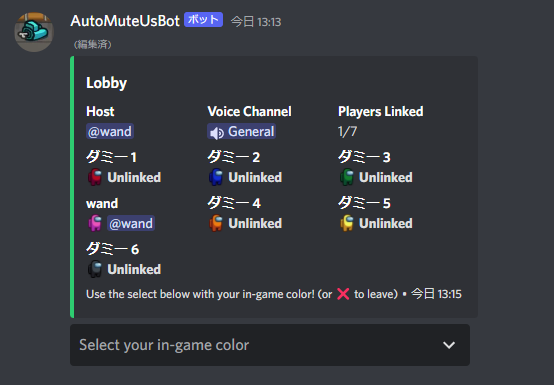 AutoMuteUsBot ボット 今日 13:13
(編集済)
Lobby
Host Voice Channel Players Linked
@wand General 1/7
ダミー 1 ダミー 2 ダミー 3
Unlinked Unlinked Unlinked
wand ダミー 4 ダミー 5
@wand Unlinked Unlinked
ダミー 6
Unlinked
Use the select below with your in-game color! (or ❌ to leave) • 今日 13:15
Select your in-game color